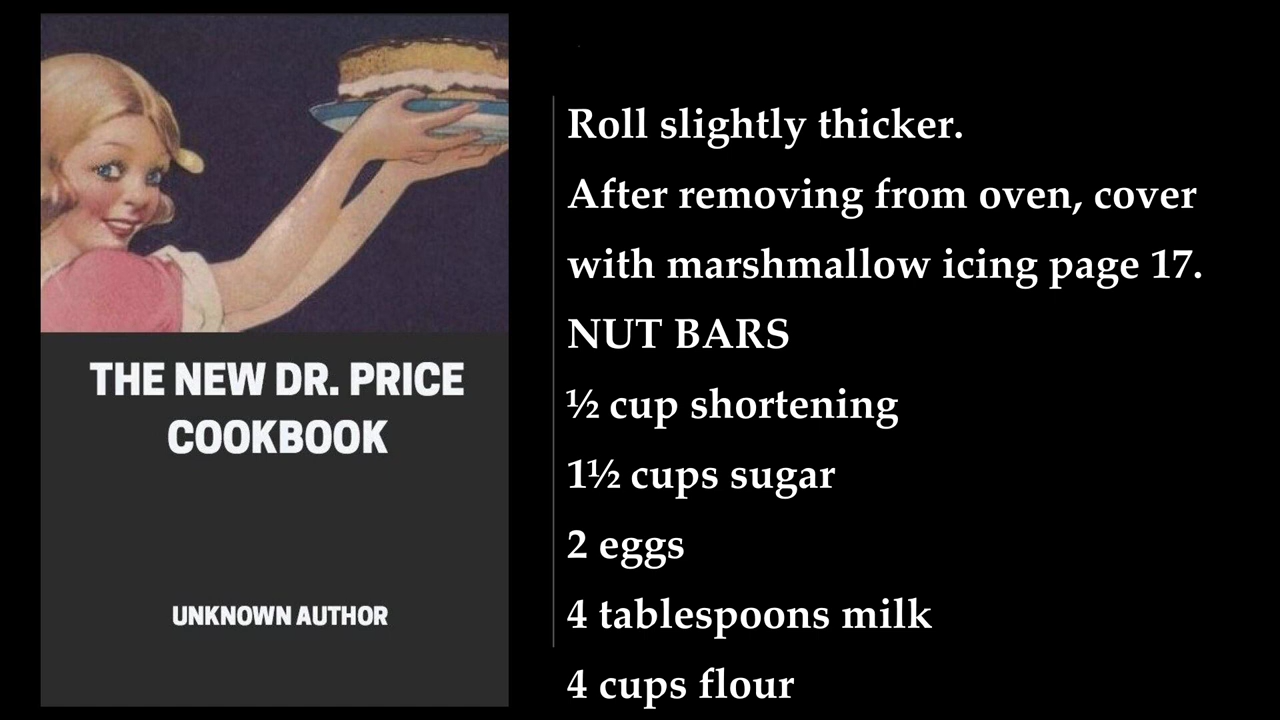 THE NEW DR. PRICE
COOKBOOK
UNKNOWN AUTHOR
Roll slightly thicker.
After removing from oven, cover
with marshmallow icing page 17.
NUT BARS
½ cup shortening
1½ cups sugar
2 eggs
4 tablespoons milk
4 cups flour